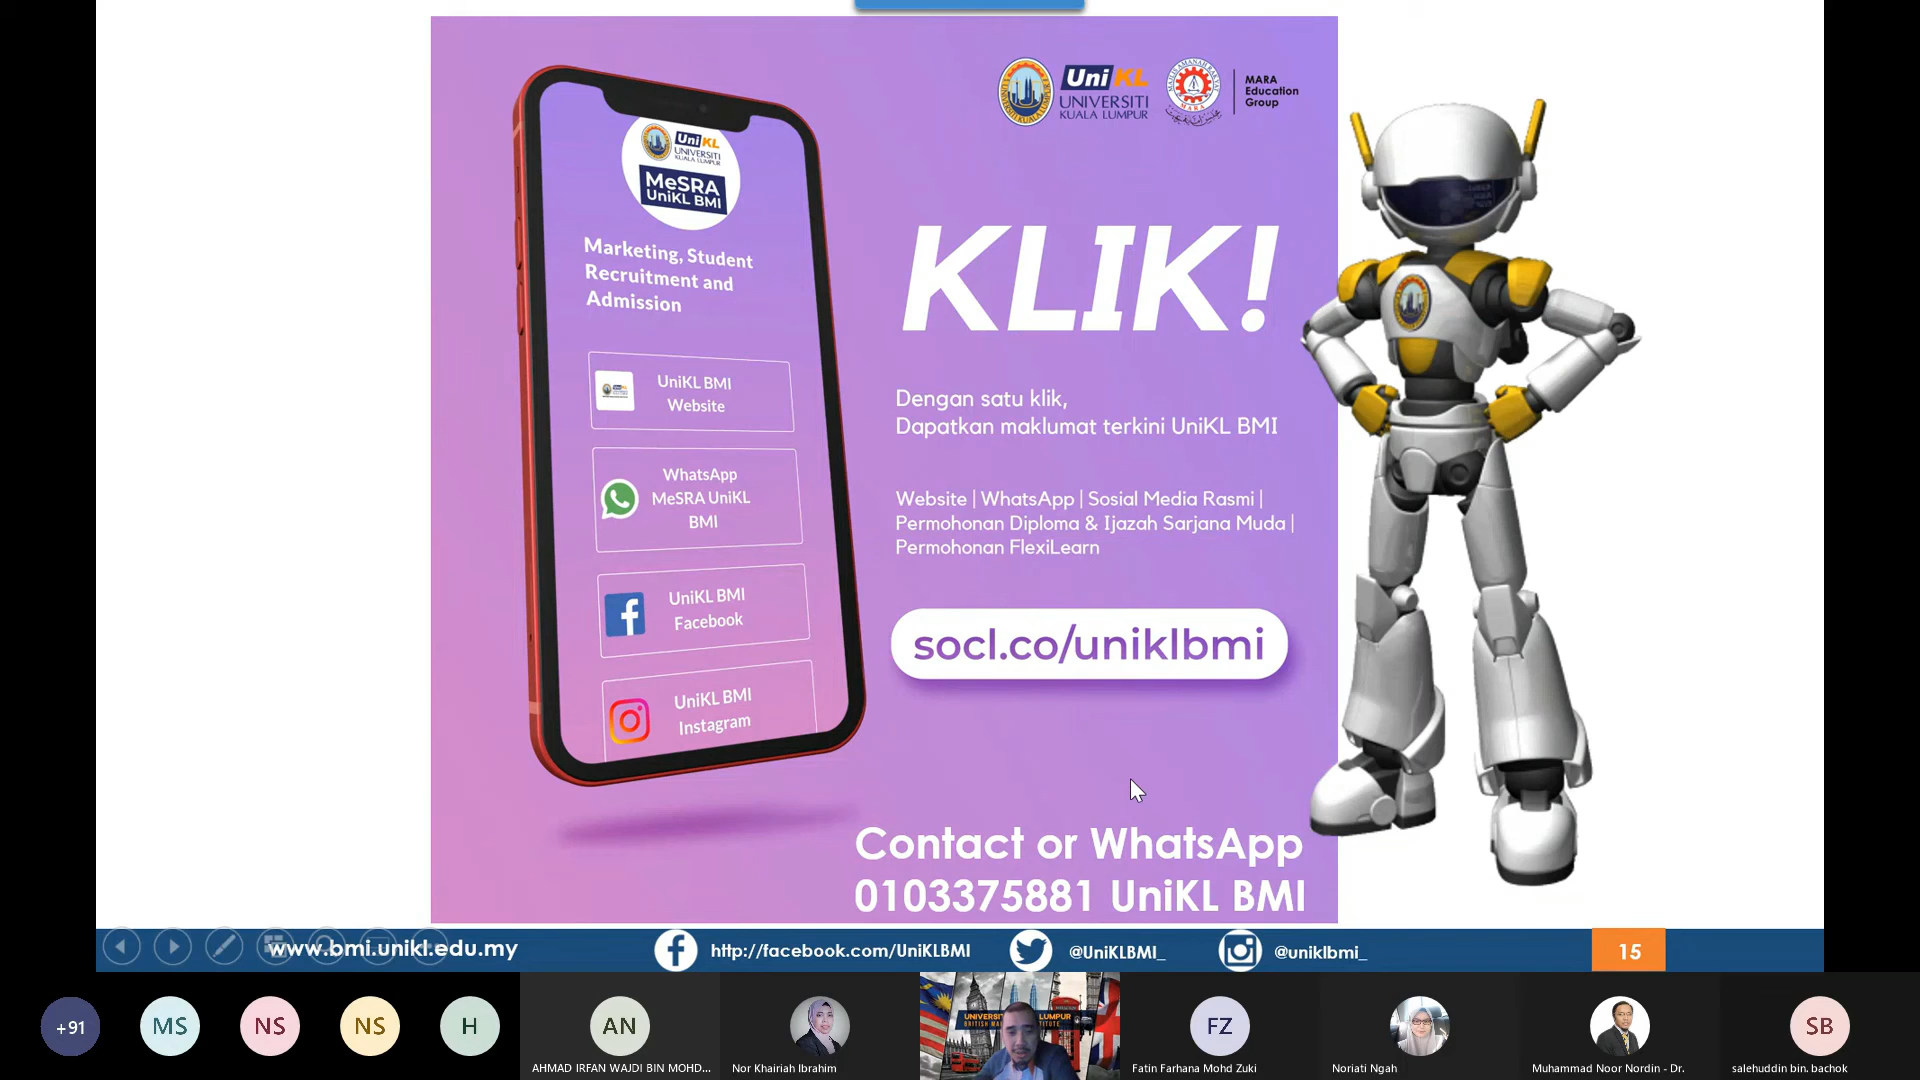 UniKL
UNIVERSITI
KUALA LUMPUR
MARA
MARA
Education
Group
UniKL
UNIVERSITI
KUALA LUMPUR
MeSRA
UniKL BMI
Marketing, Student
Recruitment and
Admission
UniKL BMI
Website
WhatsApp
MeSRA UniKL
BMI
UniKL BMI
Facebook
UniKL BMI
Instagram
KLIK!
Dengan satu klik,
Dapatkan maklumat terkini UniKL BMI
Website | WhatsApp | Sosial Media Rasmi |
Permohonan Diploma & Ijazah Sarjana Muda |
Permohonan FlexiLearn
socl.co/uniklbmi
Contact or WhatsApp
0103375881 UniKL BMI
www.bmi.unikl.edu.my
http://facebook.com/UniKLBMI
@UniKLBMI_
@uniklbmi_
15
+91
MS
NS
NS
H
AN
AHMAD IRFAN WAJDI BIN MOHD...
Nor Khairiah Ibrahim
FZ
Fatin Farhana Mohd Zuki
Noriati Ngah
Muhammad Noor Nordin - Dr.
SB
salehuddin bin. bachok